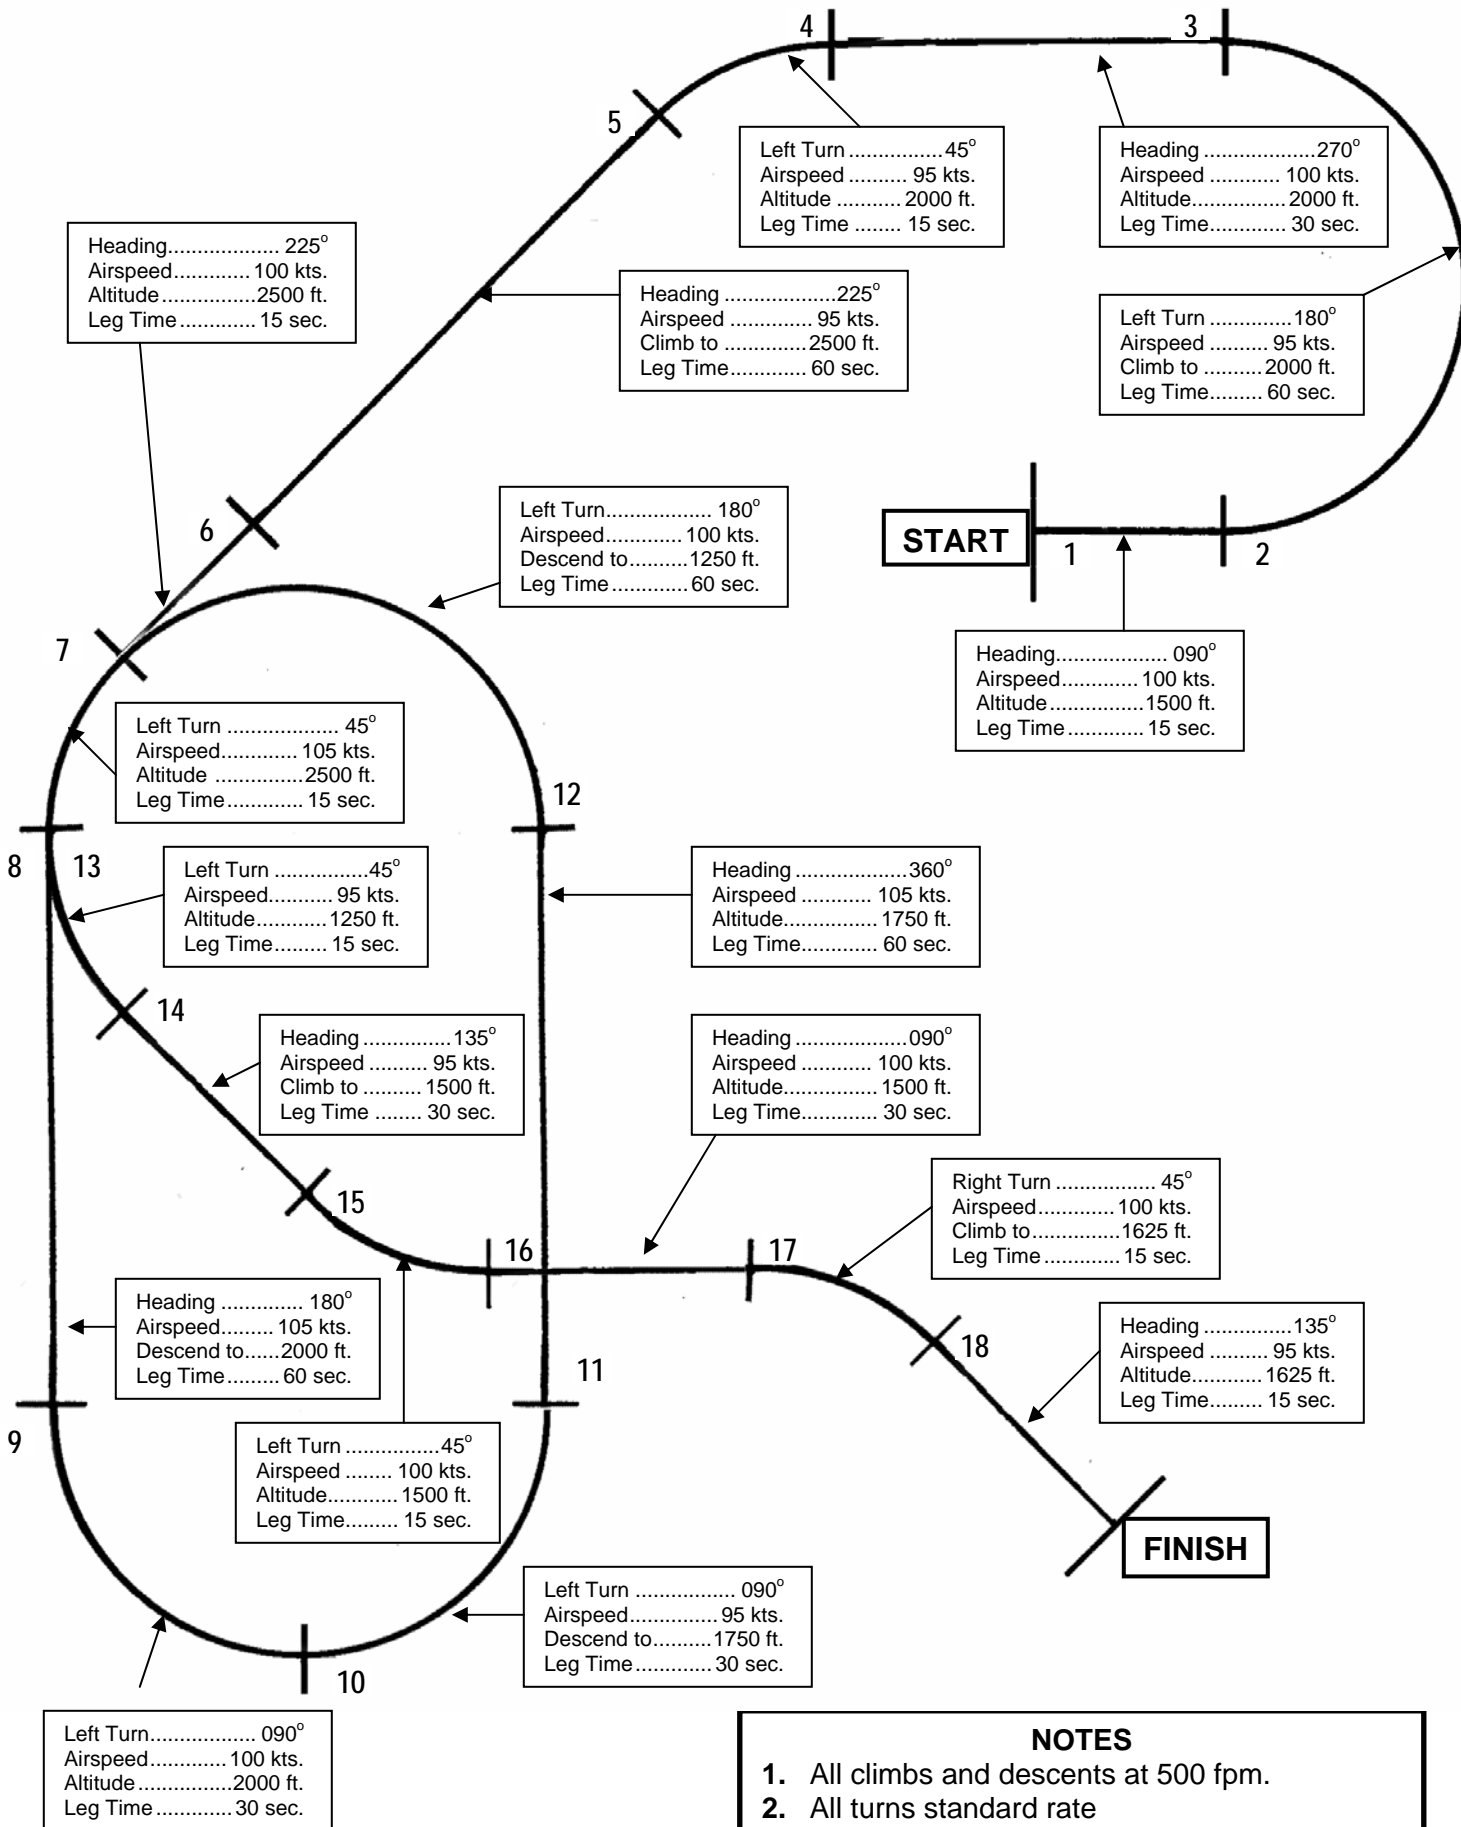 4
3
5
Left Turn.................45°
Airspeed .......... 95 kts.
Altitude ........... 2000 ft.
Leg Time ........ 15 sec.
Heading ...................270°
Airspeed ............ 100 kts.
Altitude................. 2000 ft.
Leg Time............. 30 sec.
Heading................... 225°
Airspeed............. 100 kts.
Altitude................2500 ft.
Leg Time............. 15 sec.
Heading ...................225°
Airspeed .............. 95 kts.
Climb to ..............2500 ft.
Leg Time............. 60 sec.
Left Turn ..............180°
Airspeed .......... 95 kts.
Climb to ..........2000 ft.
Leg Time......... 60 sec.
6
Left Turn.................. 180°
Airspeed............. 100 kts.
Descend to..........1250 ft.
Leg Time............. 60 sec.
START
1
2
7
Heading................... 090°
Airspeed............. 100 kts.
Altitude................1500 ft.
Leg Time............. 15 sec.
Left Turn ................... 45°
Airspeed............. 105 kts.
Altitude ...............2500 ft.
Leg Time............. 15 sec.
12
8
13
Left Turn ................45°
Airspeed.......... 95 kts.
Altitude............1250 ft.
Leg Time......... 15 sec.
Heading ...................360°
Airspeed ............ 105 kts.
Altitude................1750 ft.
Leg Time............. 60 sec.
14
Heading ...............135°
Airspeed .......... 95 kts.
Climb to .......... 1500 ft.
Leg Time ........ 30 sec.
Heading ...................090°
Airspeed ............ 100 kts.
Altitude................1500 ft.
Leg Time............. 30 sec.
15
16
17
Right Turn ................. 45°
Airspeed............. 100 kts.
Climb to...............1625 ft.
Leg Time ............. 15 sec.
Heading .............. 180°
Airspeed......... 105 kts.
Descend to......2000 ft.
Leg Time......... 60 sec.
11
18
Heading ...............135°
Airspeed .......... 95 kts.
Altitude............ 1625 ft.
Leg Time......... 15 sec.
9
Left Turn .................45°
Airspeed ........ 100 kts.
Altitude............ 1500 ft.
Leg Time......... 15 sec.
FINISH
Left Turn ................. 090°
Airspeed............... 95 kts.
Descend to..........1750 ft.
Leg Time ............. 30 sec.
10
Left Turn.................. 090°
Airspeed............. 100 kts.
Altitude ................2000 ft.
Leg Time ............. 30 sec.
NOTES
1. All climbs and descents at 500 fpm.
2. All turns standard rate